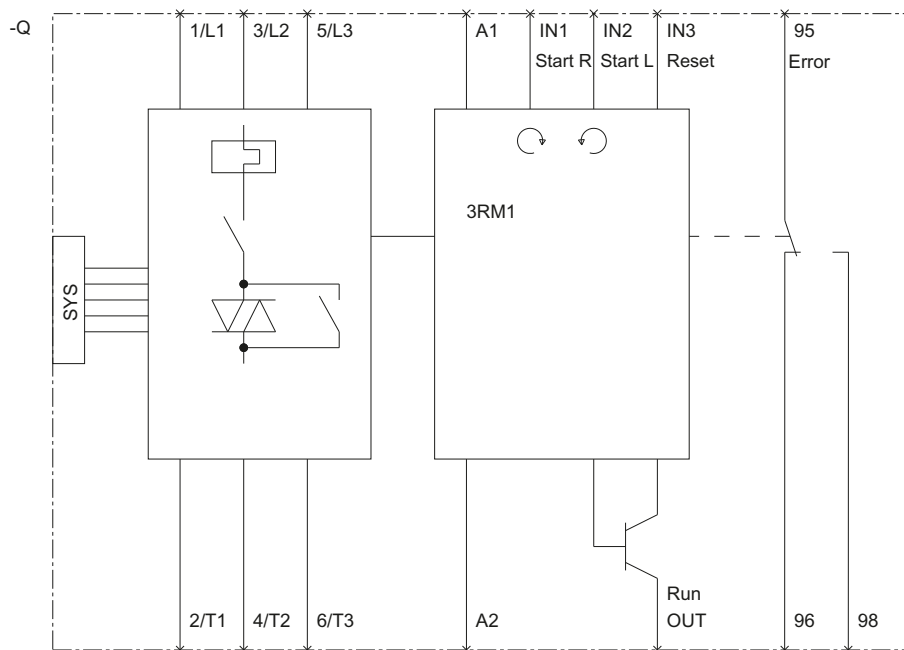 -Q
1/L1 3/L2 5/L3 A1 IN1 IN2 IN3 95
Start R Start L Reset Error
3RM1
SYS
Run
2/T1 4/T2 6/T3 A2 OUT 96 98